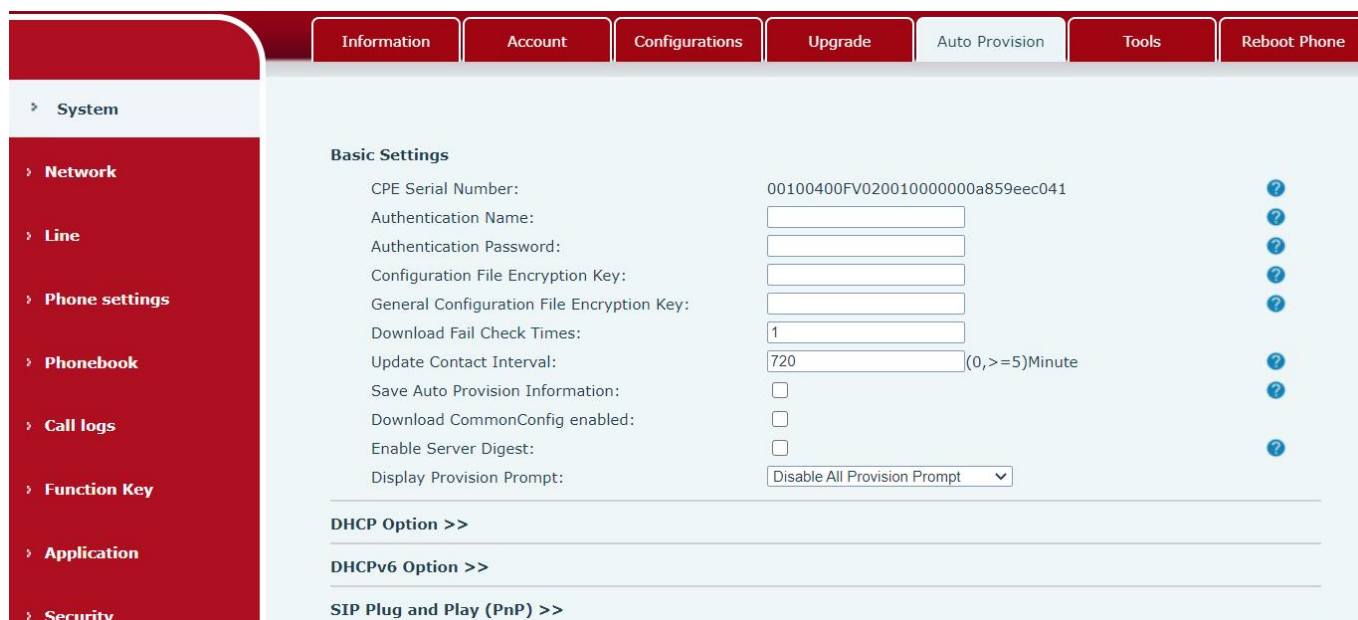 Information Account Configurations Upgrade Auto Provision Tools Reboot Phone
System
Network
Line
Phone settings
Phonebook
Call logs
Function Key
Application
Security
Basic Settings
CPE Serial Number: 00100400FV020010000000a859eec041
Authentication Name:
Authentication Password:
Configuration File Encryption Key:
General Configuration File Encryption Key:
Download Fail Check Times: 1
Update Contact Interval: 720 (0,>=5)Minute
Save Auto Provision Information:
Download CommonConfig enabled:
Enable Server Digest:
Display Provision Prompt: Disable All Provision Prompt
DHCP Option >>
DHCPv6 Option >>
SIP Plug and Play (PnP) >>